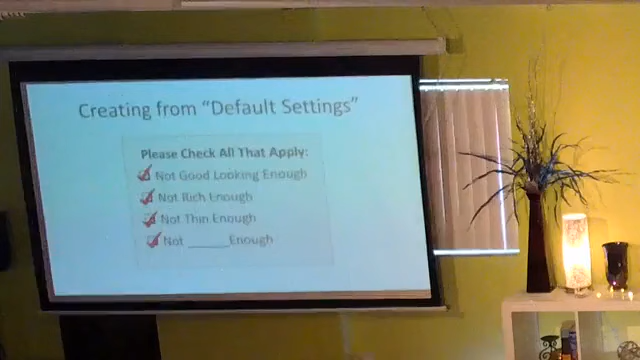 Creating from "Default Settings"
Please Check All That Apply:
Not Good Looking Enough
Not Rich Enough
Not Thin Enough
Not ______Enough